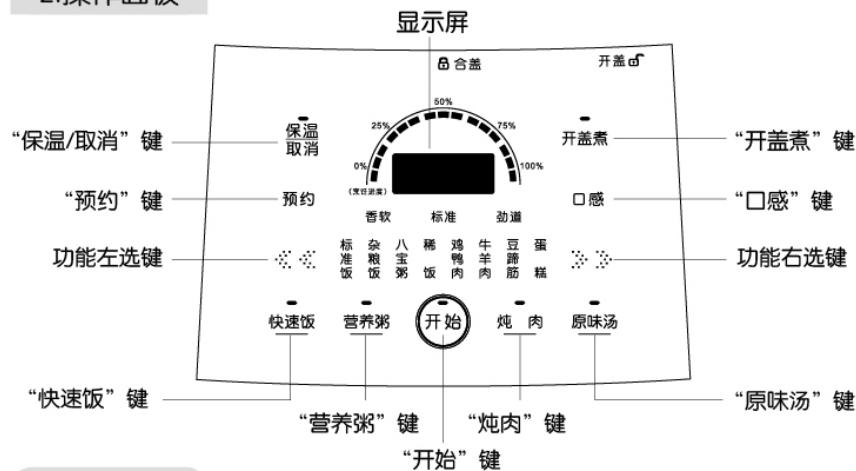 2.操作面板
显示屏
合盖 开盖
50%
25% 75%
0% 100%
(烹饪进度)
保温
取消
开盖煮
“保温/取消”键
“开盖煮”键
“预约”键
预约
口感
“口感”键
香软 标准 劲道
功能左选键
标准饭 杂粮饭 八宝粥 稀饭 鸡鸭肉 牛羊肉 豆蹄筋 蛋糕
功能右选键
快速饭 营养粥 开始 炖肉 原味汤
“快速饭”键
“原味汤”键
“营养粥”键 “炖肉”键
“开始”键